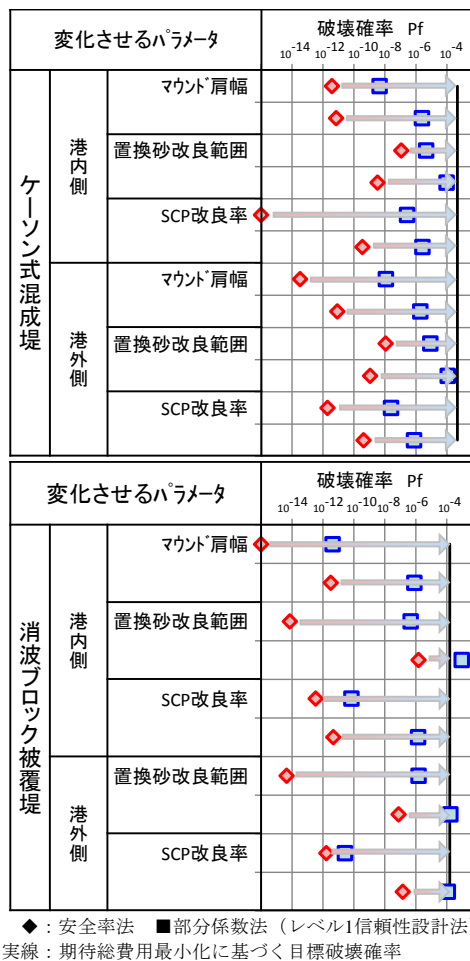 変化させるパラメータ
破壊確率 Pf
10-14 10-12 10-10 10-8 10-6 10-4
ケーソン式混成堤
港内側
マウンド肩幅
置換砂改良範囲
SCP改良率
港外側
マウンド肩幅
置換砂改良範囲
SCP改良率
変化させるパラメータ
破壊確率 Pf
10-14 10-12 10-10 10-8 10-6 10-4
消波ブロック被覆堤
港内側
マウンド肩幅
置換砂改良範囲
SCP改良率
港外側
置換砂改良範囲
SCP改良率
◆：安全率法 ■部分係数法（レベル1信頼性設計法
実線：期待総費用最小化に基づく目標破壊確率